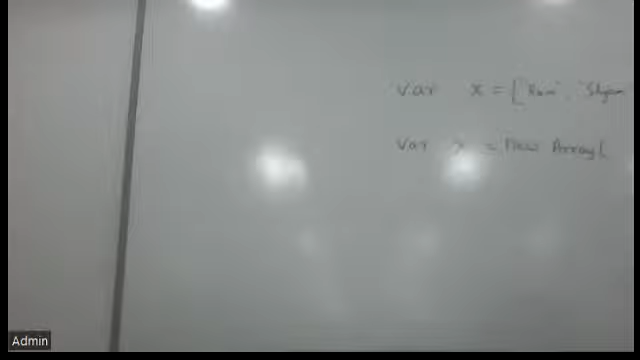 var x = ["Ram", "Shyam
var = New Array(
Admin